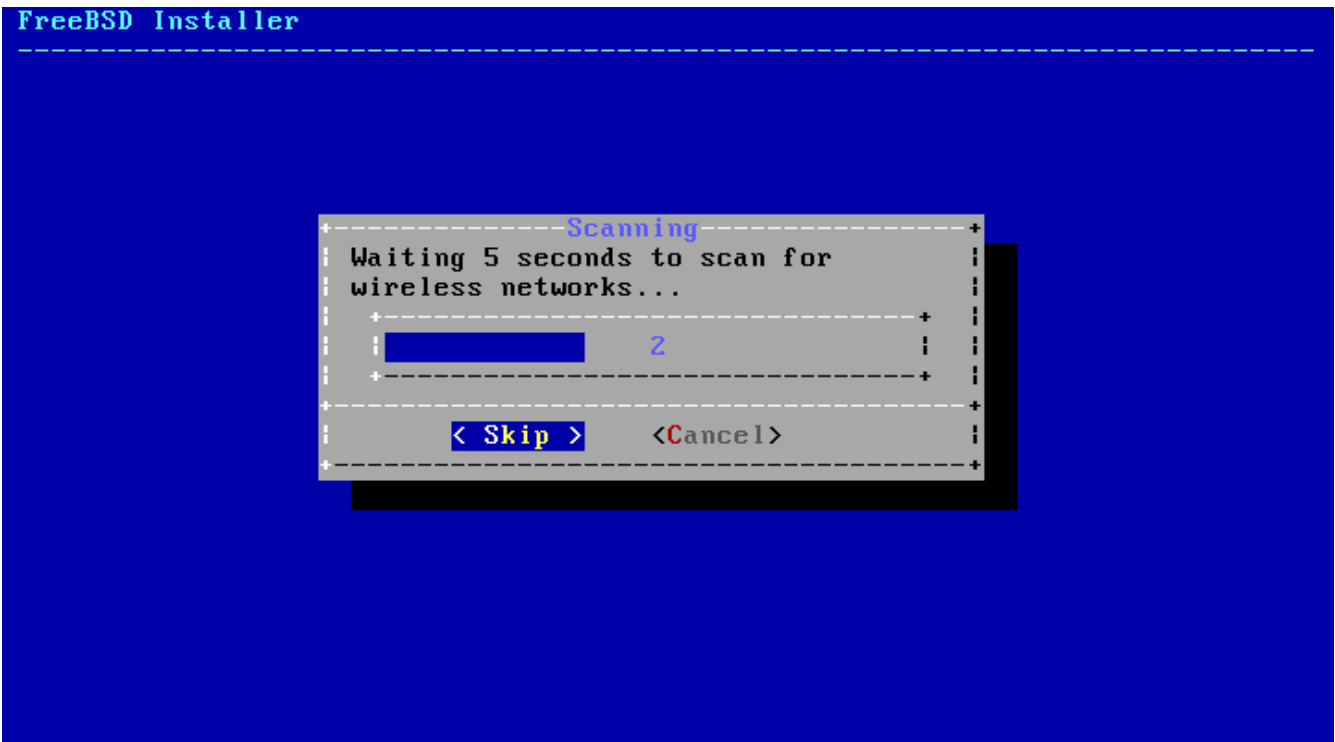 FreeBSD Installer
Scanning
Waiting 5 seconds to scan for
wireless networks...
2
< Skip > <Cancel>